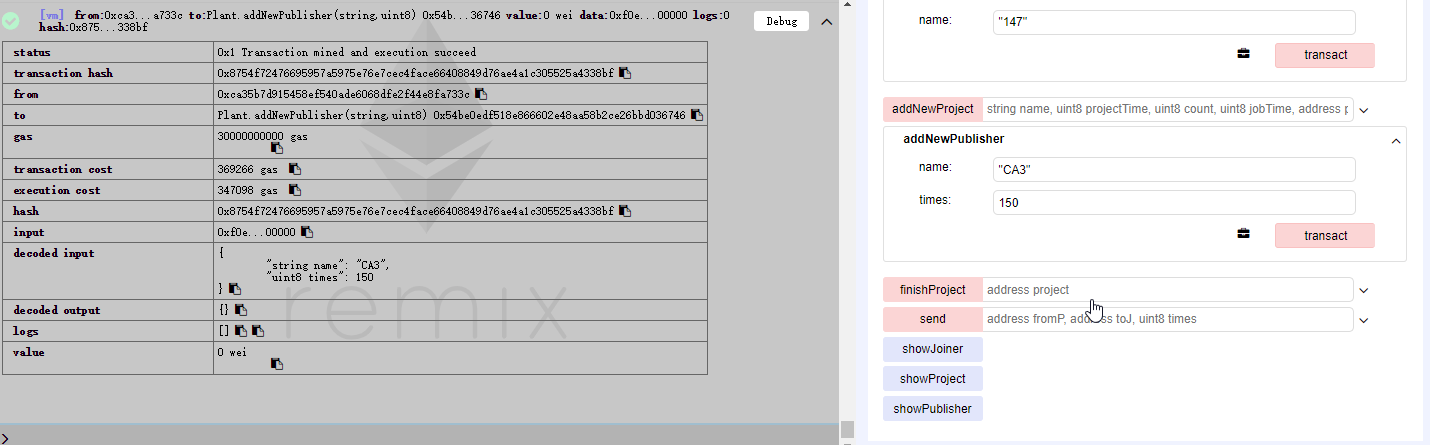 [vm] from:0xca3...a733c to:Plant.addNewPublisher(string,uint8) 0x54b...36746 value:0 wei data:0xf0e...00000 logs:0
hash:0x875...338bf
Debug
status 0x1 Transaction mined and execution succeed
transaction hash 0x8754f72476695957a5975e76e7cec4face66408849d76ae4a1c305525a4338bf
from 0xca35b7d915458ef540ade6068dfe2f44e8fa733c
to Plant.addNewPublisher(string,uint8) 0x54be0edf518e866602e48aa58b2ce26bbd036746
gas 30000000000 gas
transaction cost 369266 gas
execution cost 347098 gas
hash 0x8754f72476695957a5975e76e7cec4face66408849d76ae4a1c305525a4338bf
input 0xf0e...00000
decoded input {
"string name": "CA3",
"uint8 times": 150
}
decoded output {}
logs []
value 0 wei
remix
>
name: "147"
transact
addNewProject string name, uint8 projectTime, uint8 count, uint8 jobTime, address p
addNewPublisher
name: "CA3"
times: 150
transact
finishProject address project
send address fromP, address toJ, uint8 times
showJoiner
showProject
showPublisher